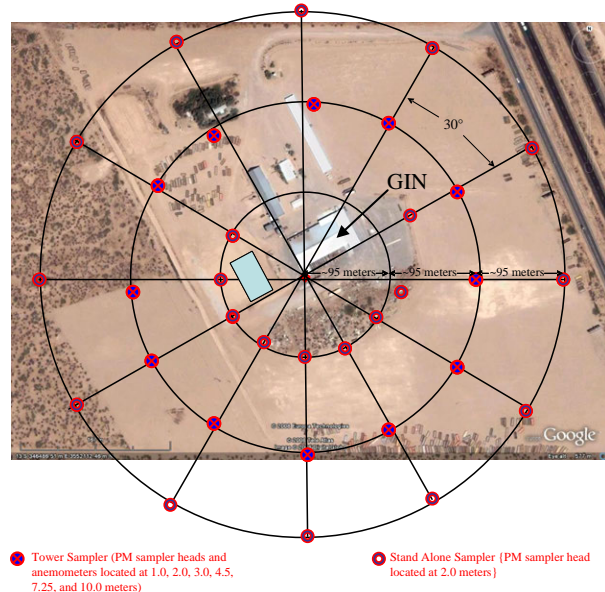 30°
GIN
~95 meters
~95 meters
~95 meters
Google
Tower Sampler (PM sampler heads and
anemometers located at 1.0, 2.0, 3.0, 4.5,
7.25, and 10.0 meters)
Stand Alone Sampler {PM sampler head
located at 2.0 meters}